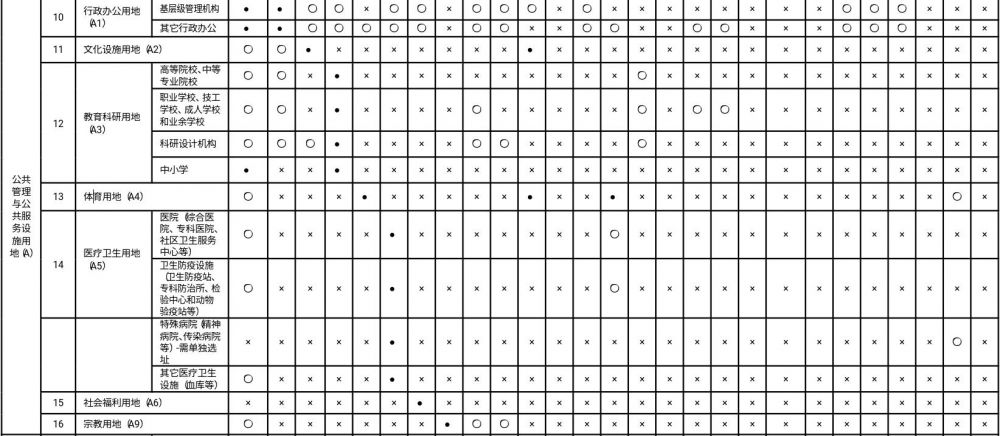 10 行政办公用地 (A1) 基层级管理机构 ● ● ○ ○ ○ ○ ○ × ○ ○ ○ × ○ × × × × × × × × ○ ○ ○ × × ×
其它行政办公 ● ● ○ ○ ○ ○ ○ × ○ ○ × × ○ ○ × × ○ ○ × × × ○ ○ ○ × × ×
11 文化设施用地 (A2) ○ ○ ● × × × × × × × ● × × × × × × × × × × × × × × × ×
公共
管理
与公
共服
务设
施用
地 (A)
12 教育科研用地
(A3)
高等院校、中等
专业院校 ○ ○ × ● × × × × × × × × × × ○ × × × × × × × × × × × ×
职业学校、技工
学校、成人学校
和业余学校 ○ ○ × ● × × × × ○ × × × × × ○ × ○ ○ × × × × × × × × ×
科研设计机构 ○ ○ ○ ● × × × × ○ ○ × × × × ○ × × × × × × × × × × × ×
中小学 ● × × ● × × × × × × × × × × × × × × × × × × × × × × ×
13 体育用地 (A4) ○ × × × ● × × × × × ● × × ● × × × × × × × × × × × ○ ×
14 医疗卫生用地
(A5)
医院 (综合医
院、专科医院、
社区卫生服务
中心等) ○ × × × × ● × × × × × × × ○ × × × × × × × × × × × × ×
卫生防疫设施
(卫生防疫站、
专科防治所、检
验中心和动物
验疫站等) ○ × × × × ● × × × × × × × ○ × × × × × × × × × × × × ×
特殊病院 (精神
病院、传染病院
等) -需单独选
址 × × × × × ● × × × × × × × × × × × × × × × × × × × ○ ×
其它医疗卫生
设施 (血库等) ○ × × × × ● × × × × × × × × × × × × × × × × × × × × ×
15 社会福利用地 (A6) × × × × × × ● × × × × × × × × × × × × × × × × × × × ×
16 宗教用地 (A9) ○ × × × × × × ● ○ ○ × × × × × × × × × × × × × × × × ×